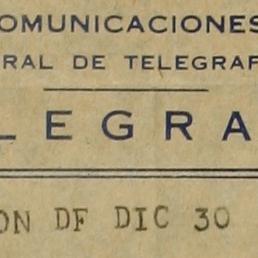 OMUNICACIONES
RAL DE TELEGRAF
LEGRA
ON DF DIC 30